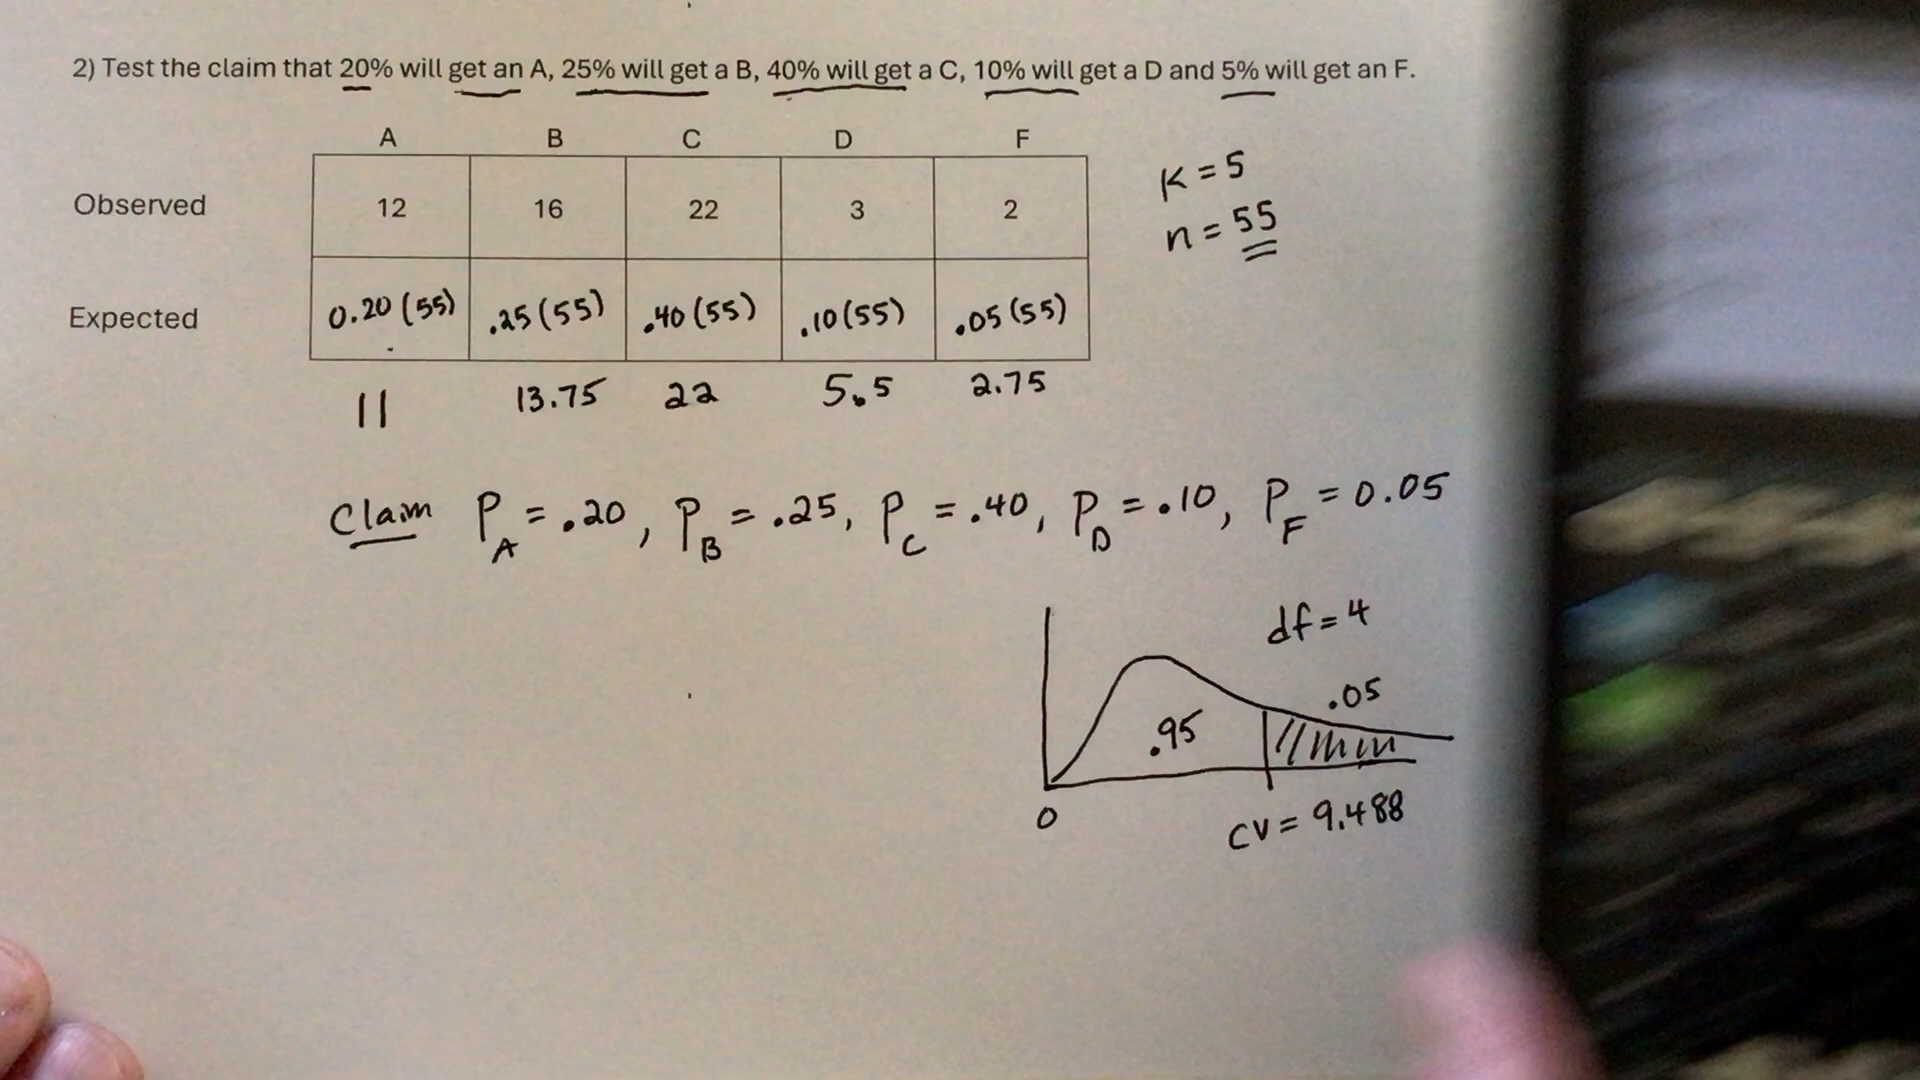 2) Test the claim that 20% will get an A, 25% will get a B, 40% will get a C, 10% will get a D and 5% will get an F.
A B C D F
Observed 12 16 22 3 2
K = 5
n = 55
Expected 0.20 (55) .25 (55) .40 (55) .10 (55) .05 (55)
11 13.75 22 5.5 2.75
Claim P_A = .20, P_B = .25, P_C = .40, P_D = .10, P_F = 0.05
df = 4
.05
.95
0
CV = 9.488